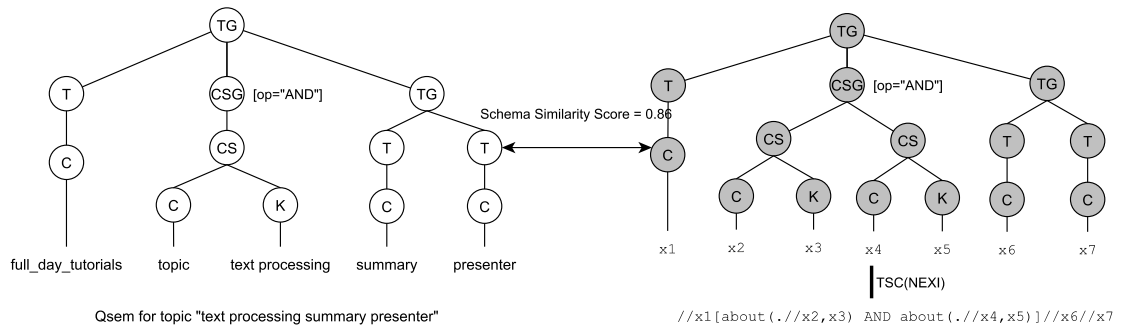 TG
T
CSG
[op="AND"]
TG
C
CS
T
T
C
K
C
C
full_day_tutorials
topic
text processing
summary
presenter
Qsem for topic "text processing summary presenter"
Schema Similarity Score = 0.86
TG
T
CSG
[op="AND"]
TG
C
CS
CS
T
T
C
K
C
K
C
C
x1
x2
x3
x4
x5
x6
x7
TSC(NEXI)
//x1[about(.//x2,x3) AND about(.//x4,x5)]//x6//x7